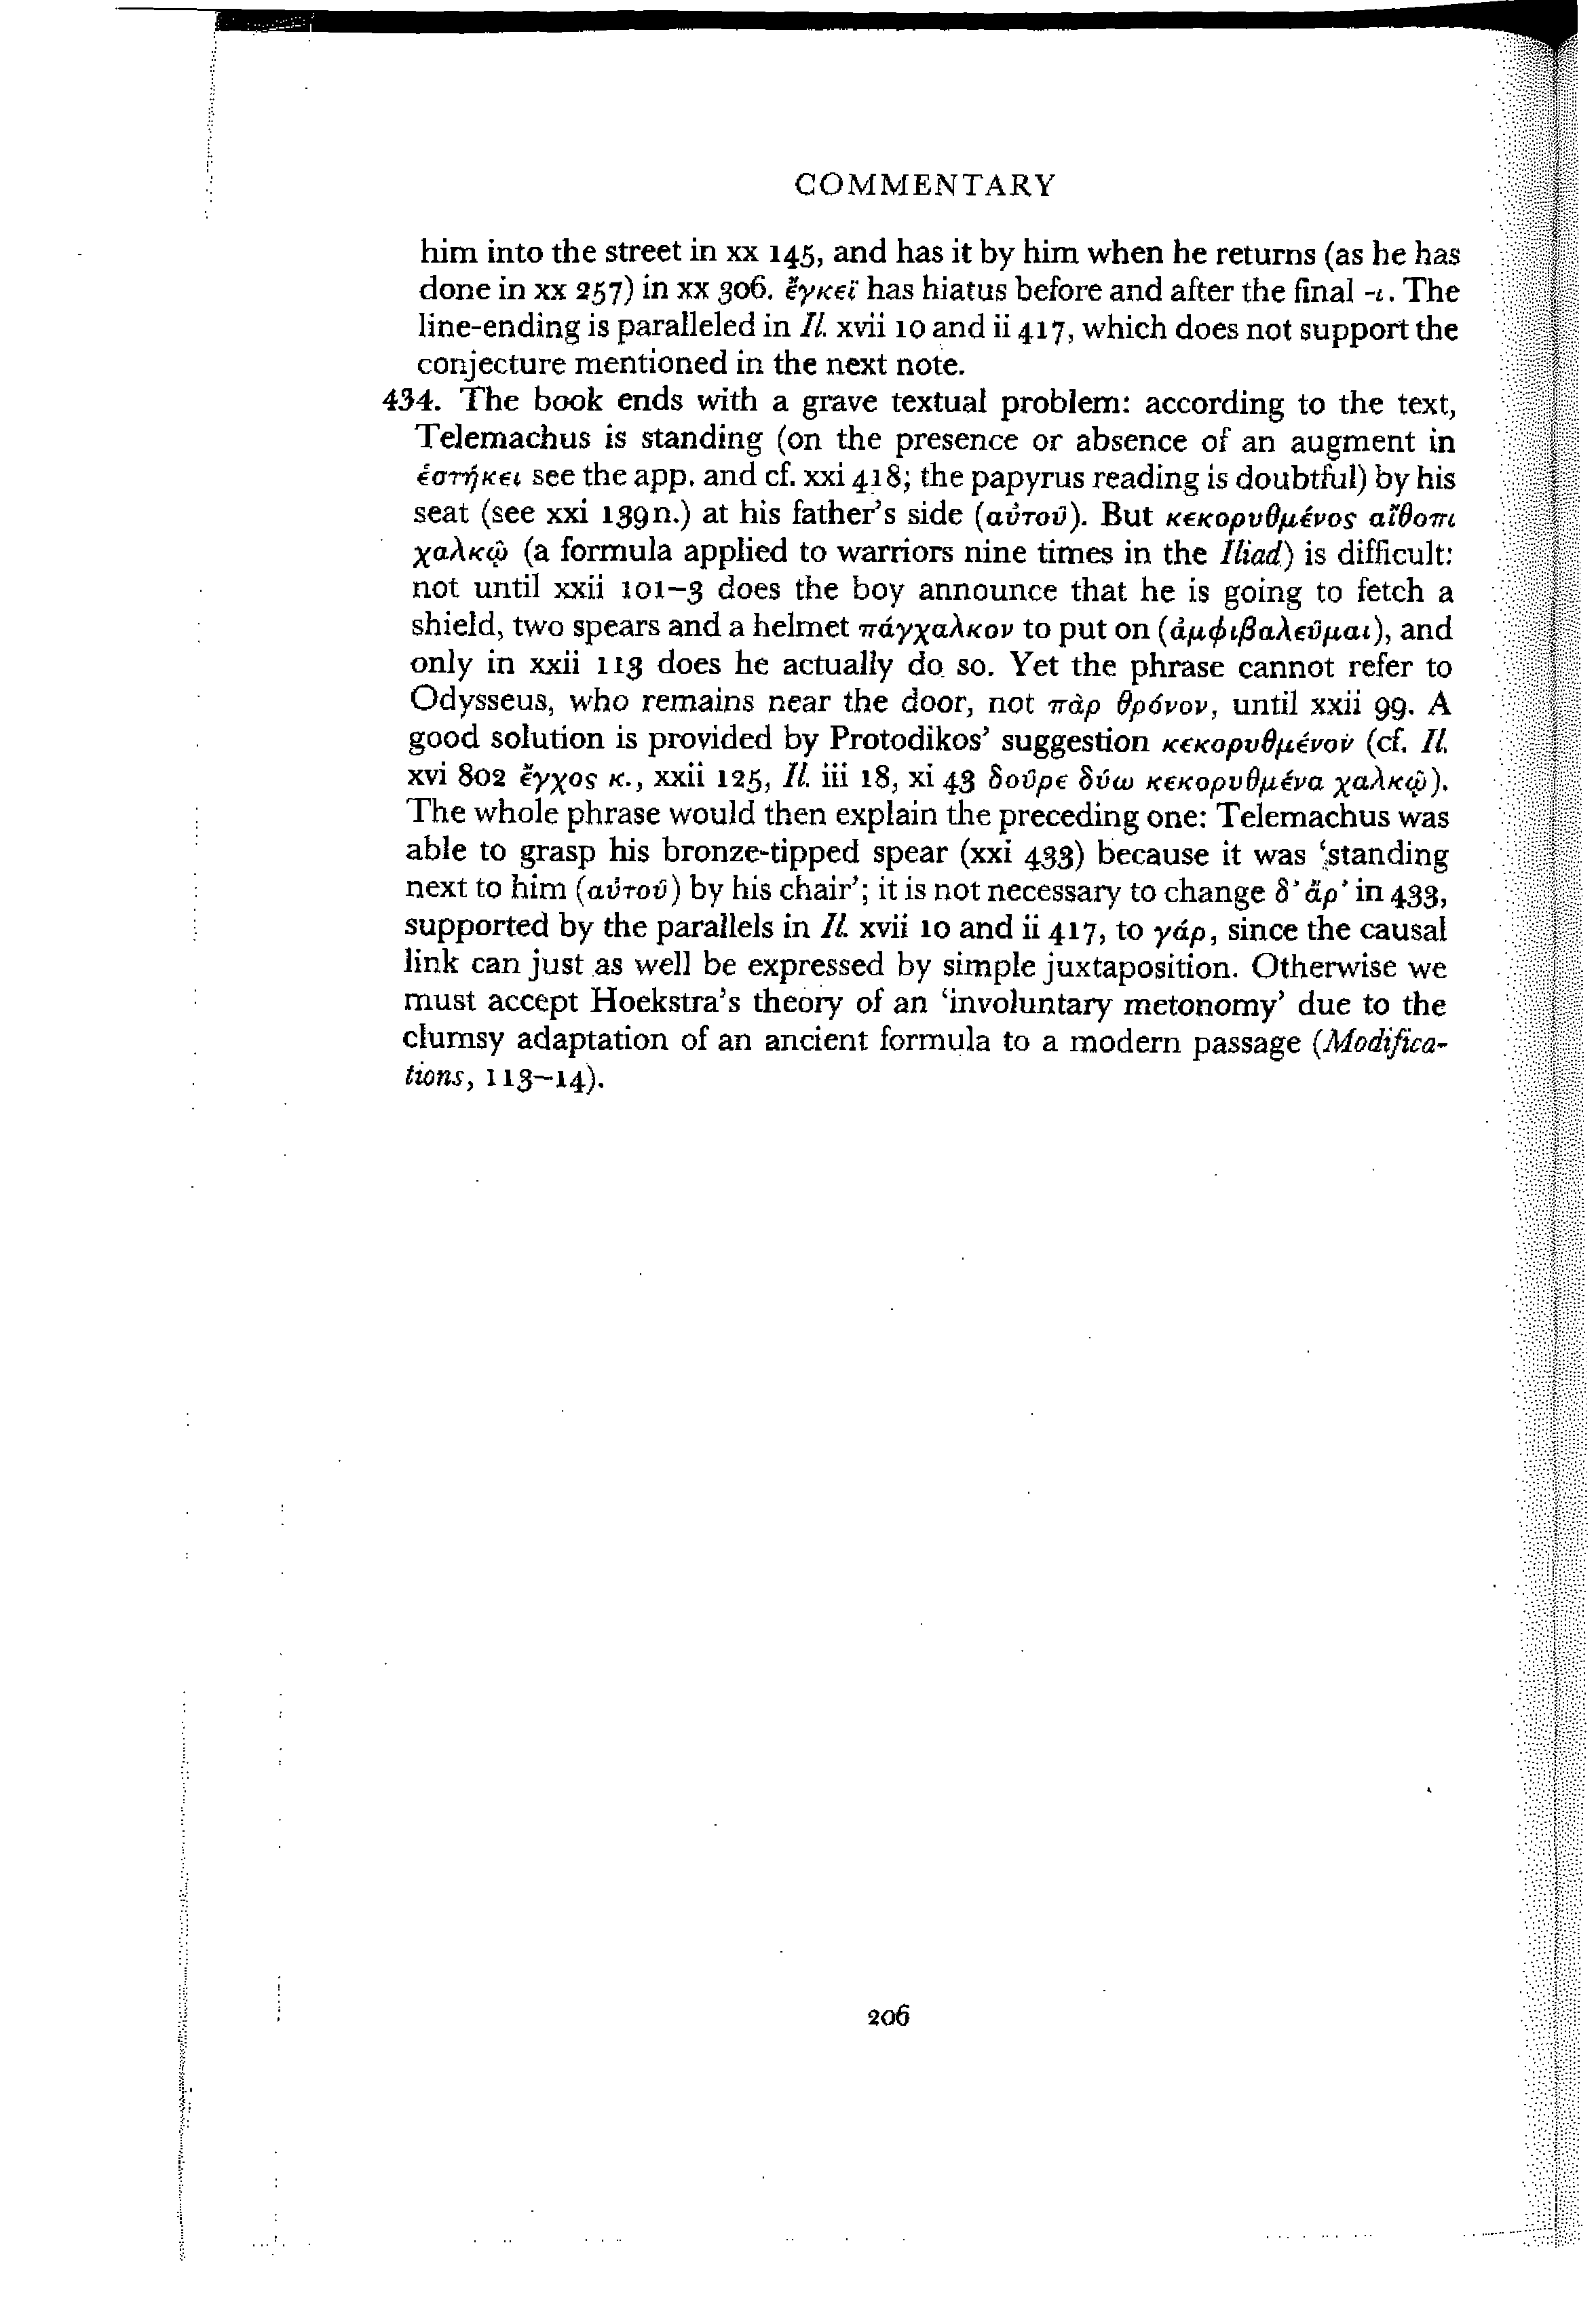 COMMENTARY
him into the street in xx 145, and has it by him when he returns (as he has
done in xx 257) in xx 306. ἔγκεϊ has hiatus before and after the final -ι. The
line-ending is paralleled in Il. xvii 10 and ii 417, which does not support the
conjecture mentioned in the next note.
434. The book ends with a grave textual problem: according to the text,
Telemachus is standing (on the presence or absence of an augment in
ἑστήκει see the app. and cf. xxi 418; the papyrus reading is doubtful) by his
seat (see xxi 139n.) at his father's side (αὐτοῦ). But κεκορυθμένος αἴθοπι
χαλκῷ (a formula applied to warriors nine times in the Iliad) is difficult:
not until xxii 101–3 does the boy announce that he is going to fetch a
shield, two spears and a helmet πάγχαλκον to put on (ἀμφιβαλεῦμαι), and
only in xxii 113 does he actually do so. Yet the phrase cannot refer to
Odysseus, who remains near the door, not πὰρ θρόνον, until xxii 99. A
good solution is provided by Protodikos' suggestion κεκορυθμένον (cf. Il.
xvi 802 ἔγχος κ., xxii 125, Il. iii 18, xi 43 δοῦρε δύω κεκορυθμένα χαλκῷ).
The whole phrase would then explain the preceding one: Telemachus was
able to grasp his bronze-tipped spear (xxi 433) because it was 'standing
next to him (αὐτοῦ) by his chair'; it is not necessary to change δ' ἄρ' in 433,
supported by the parallels in Il. xvii 10 and ii 417, to γάρ, since the causal
link can just as well be expressed by simple juxtaposition. Otherwise we
must accept Hoekstra's theory of an 'involuntary metonomy' due to the
clumsy adaptation of an ancient formula to a modern passage (Modifica-
tions, 113–14).
206